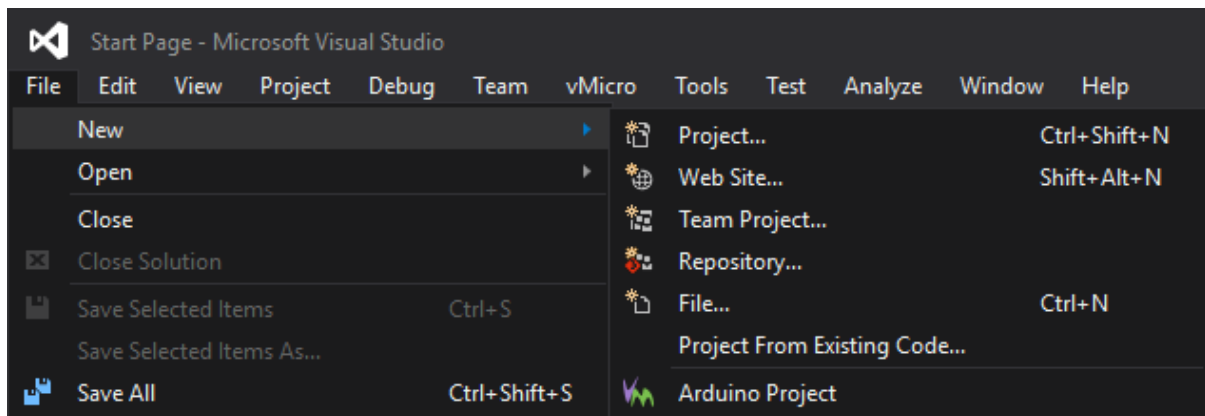 Start Page - Microsoft Visual Studio
File Edit View Project Debug Team vMicro Tools Test Analyze Window Help
New
Open
Close
Close Solution
Save Selected Items Ctrl+S
Save Selected Items As...
Save All Ctrl+Shift+S
Project... Ctrl+Shift+N
Web Site... Shift+Alt+N
Team Project...
Repository...
File... Ctrl+N
Project From Existing Code...
Arduino Project